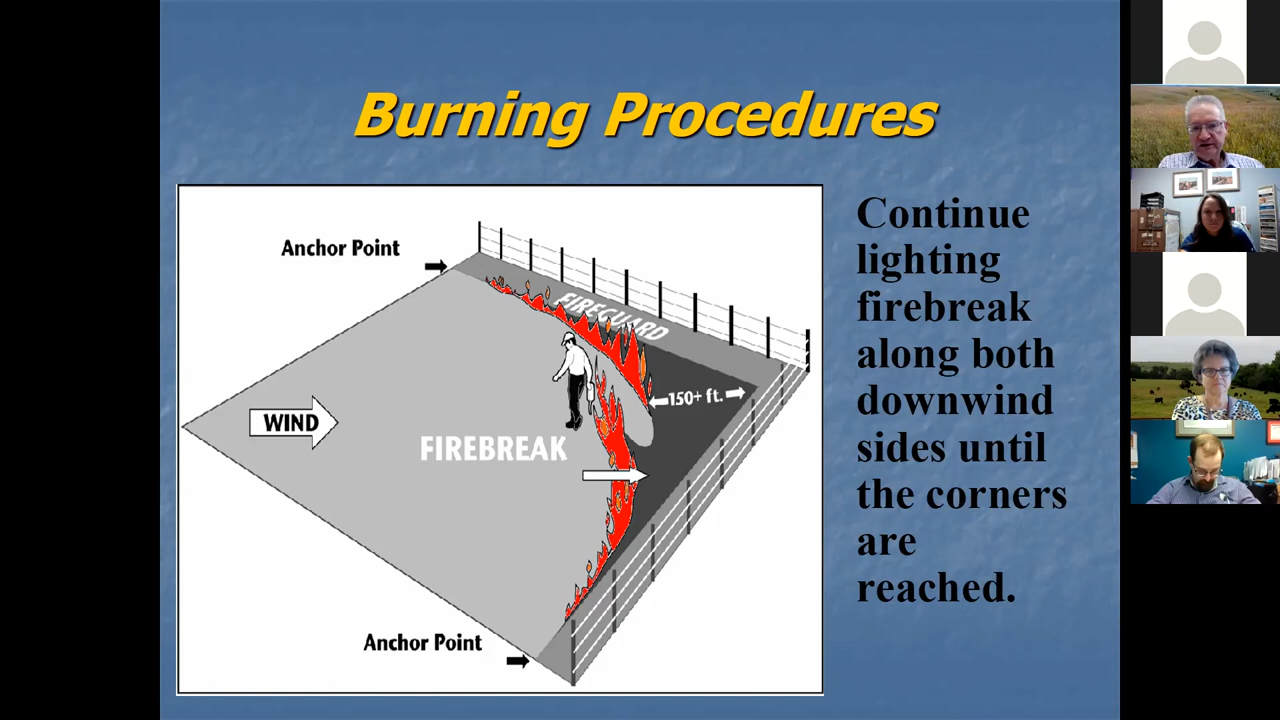 Burning Procedures
Anchor Point
FIREGUARD
150+ ft.
WIND
FIREBREAK
Anchor Point
Continue
lighting
firebreak
along both
downwind
sides until
the corners
are
reached.